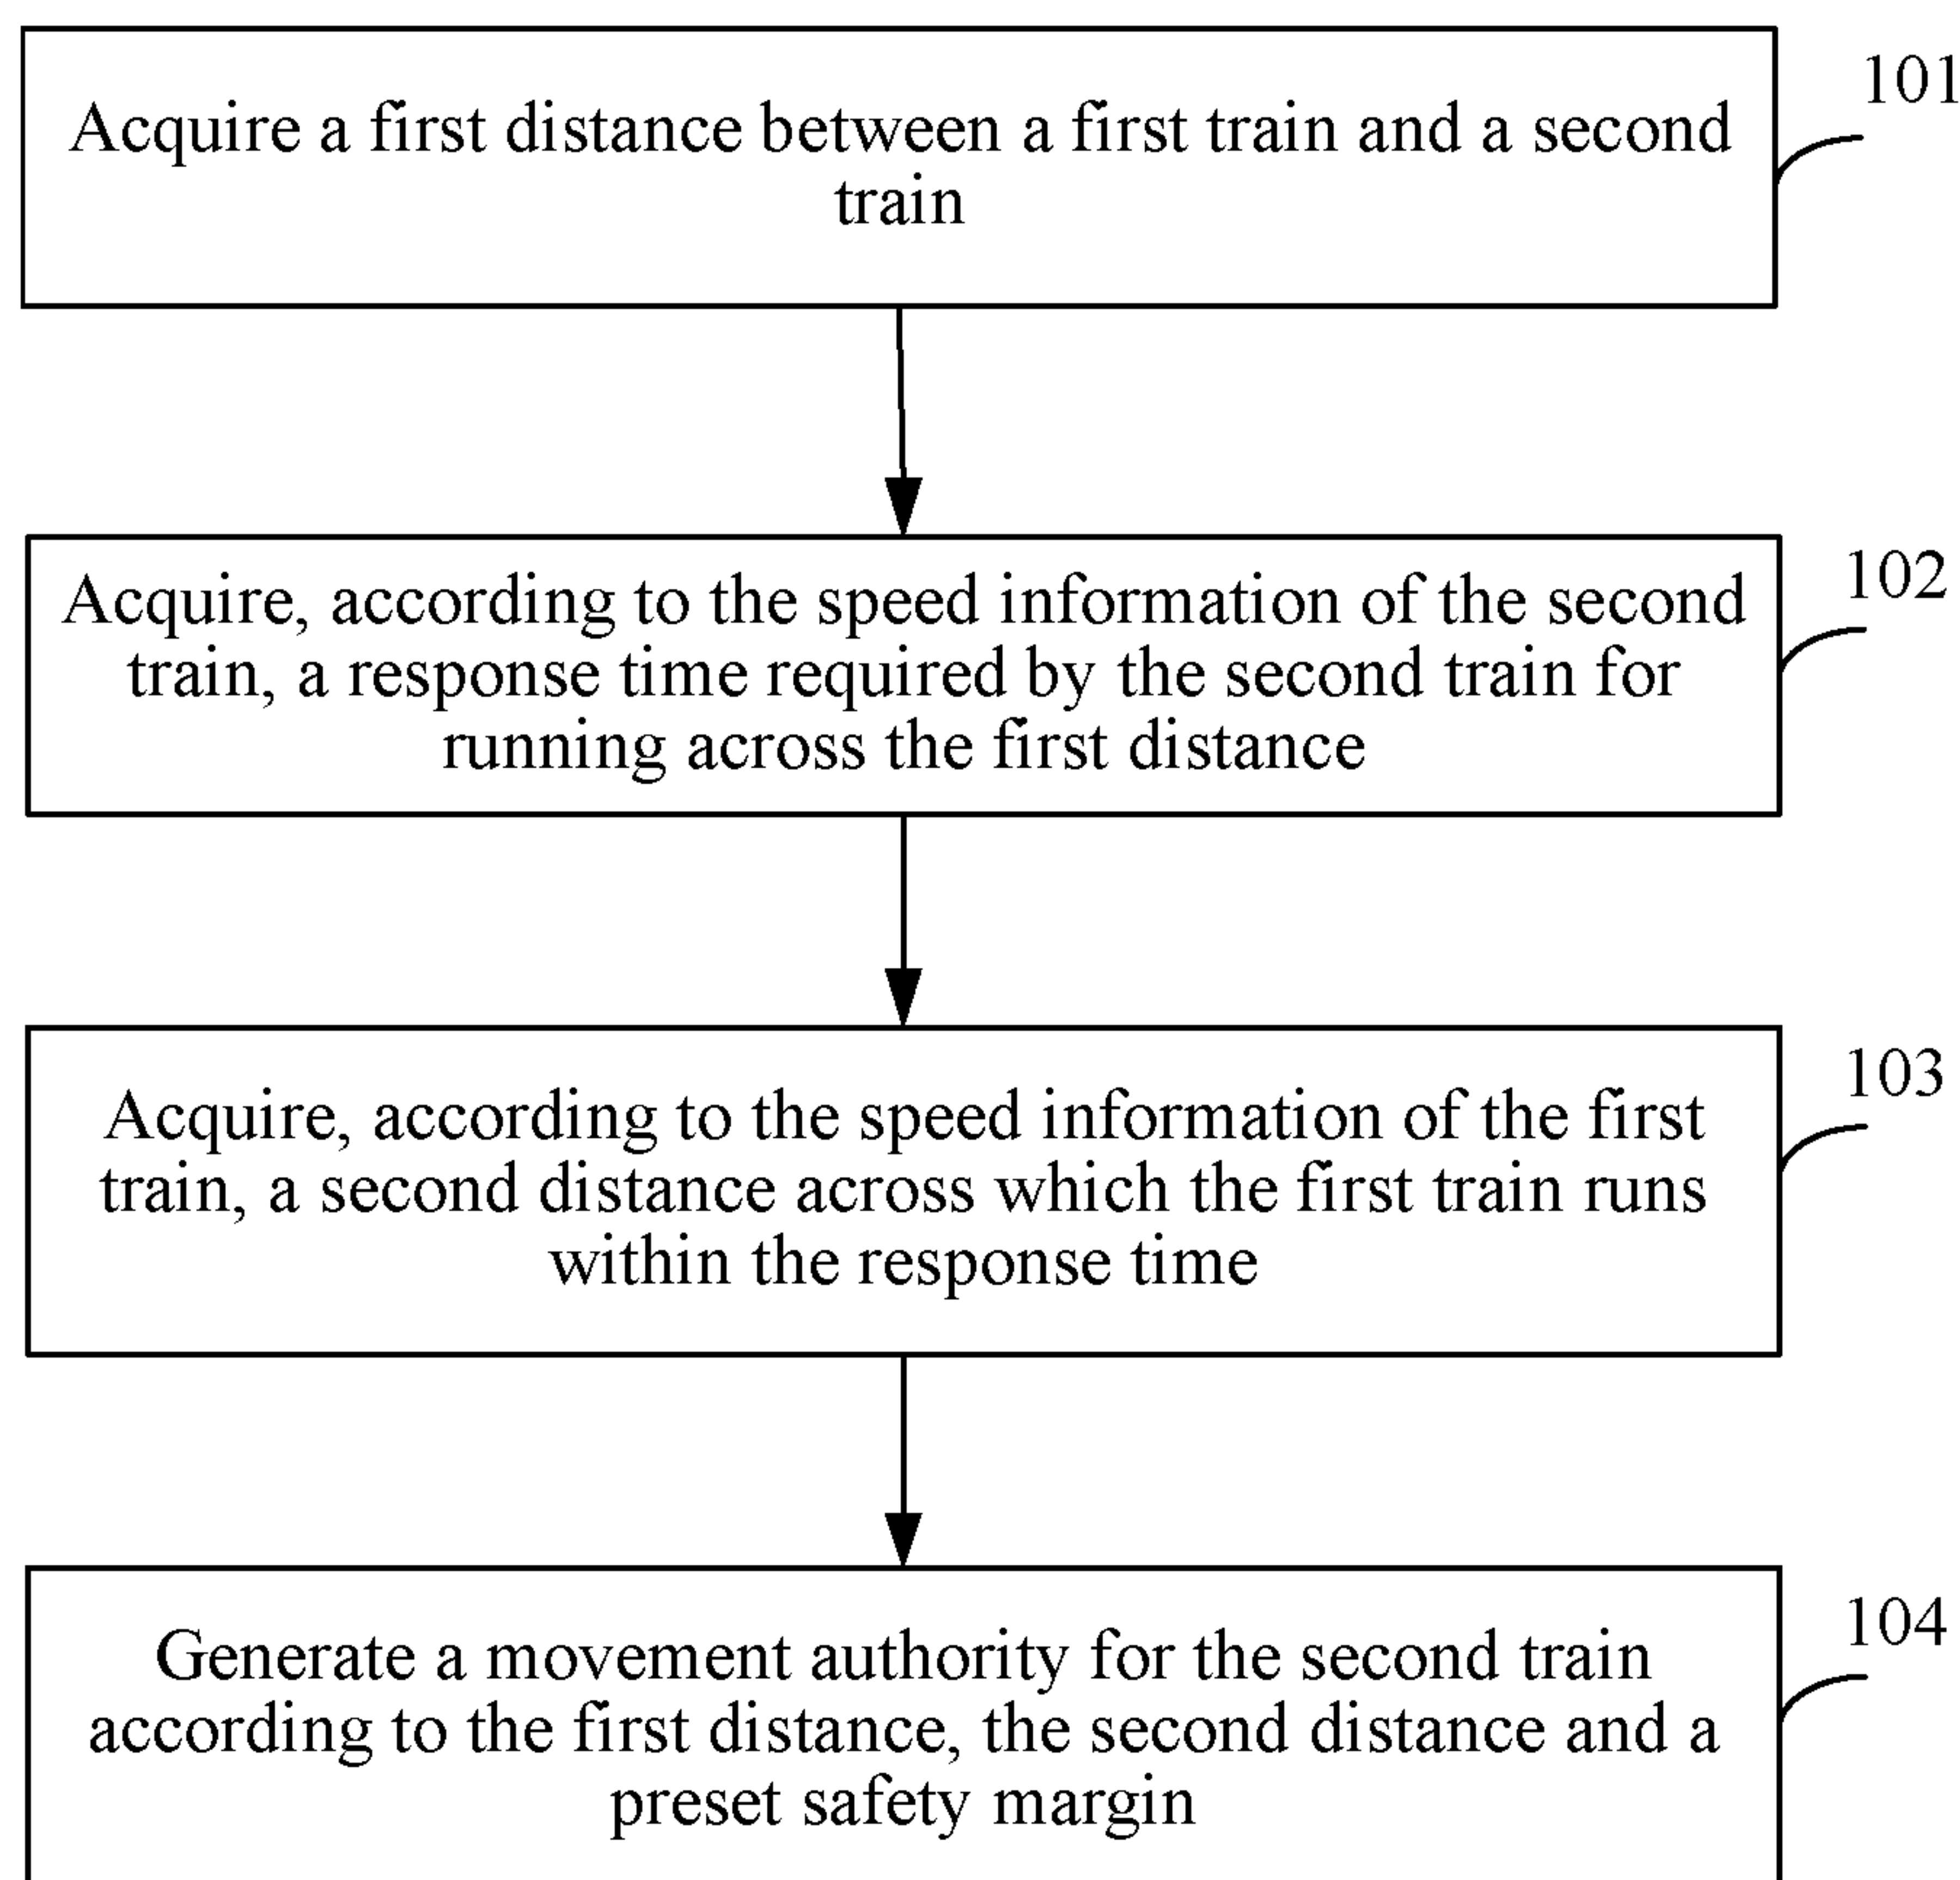 Acquire a first distance between a first train and a second
train
101
Acquire, according to the speed information of the second
train, a response time required by the second train for
running across the first distance
102
Acquire, according to the speed information of the first
train, a second distance across which the first train runs
within the response time
103
Generate a movement authority for the second train
according to the first distance, the second distance and a
preset safety margin
104